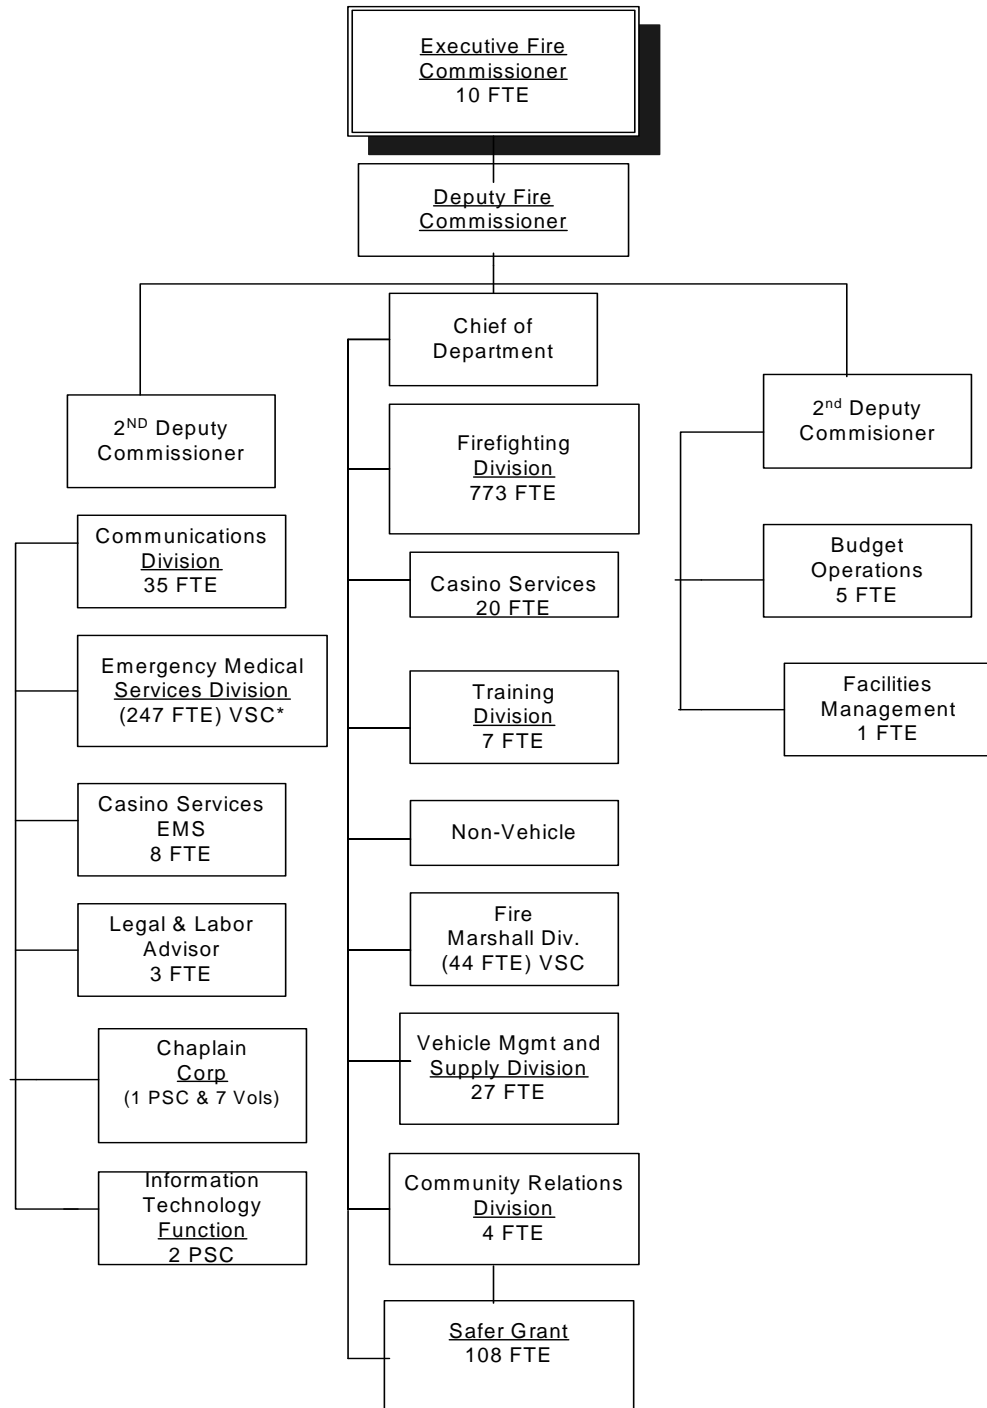 Executive Fire
Commissioner
10 FTE
Deputy Fire
Commissioner
Chief of
Department
2ND Deputy
Commissioner
2nd Deputy
Commisioner
Firefighting
Division
773 FTE
Communications
Division
35 FTE
Budget
Operations
5 FTE
Casino Services
20 FTE
Emergency Medical
Services Division
(247 FTE) VSC*
Training
Division
7 FTE
Facilities
Management
1 FTE
Casino Services
EMS
8 FTE
Non-Vehicle
Legal & Labor
Advisor
3 FTE
Fire
Marshall Div.
(44 FTE) VSC
Chaplain
Corp
(1 PSC & 7 Vols)
Vehicle Mgmt and
Supply Division
27 FTE
Information
Technology
Function
2 PSC
Community Relations
Division
4 FTE
Safer Grant
108 FTE